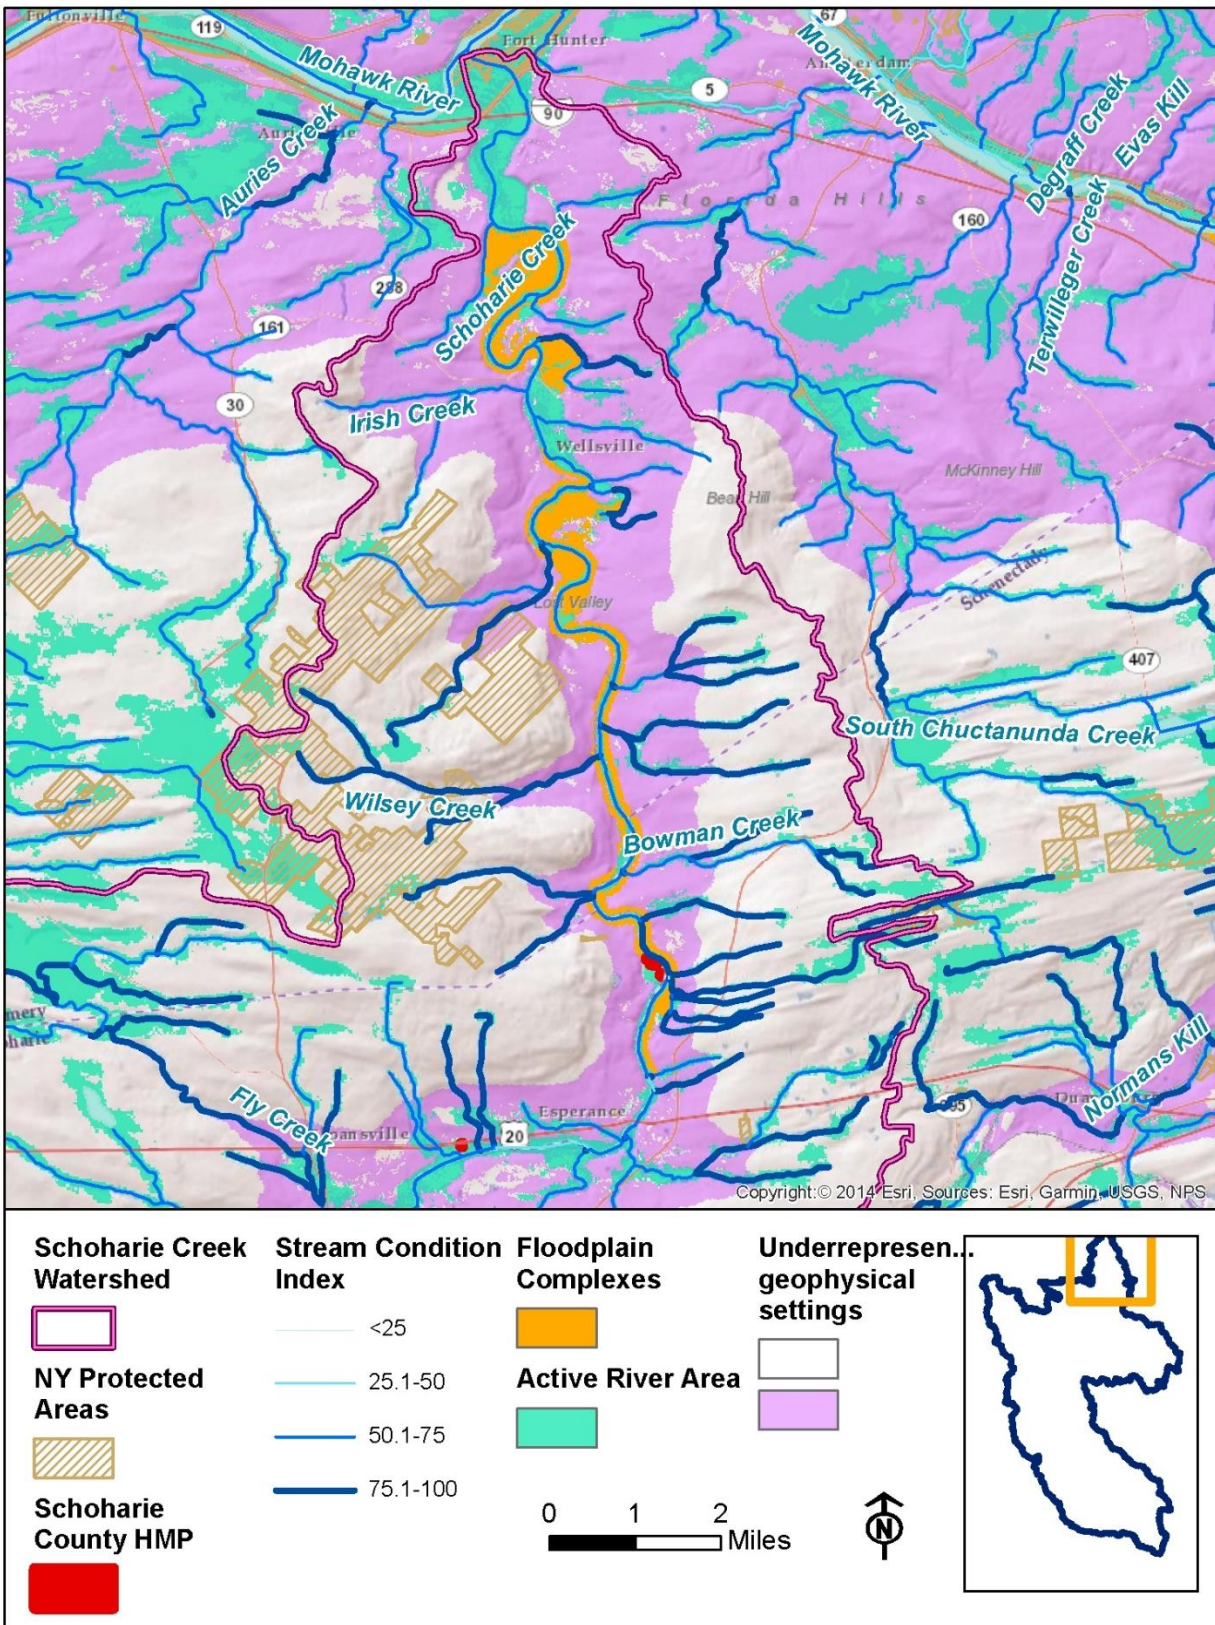 Fultonville
119
Fort Hunter
67
Mohawk River
Mohawk River
5
90
Auries Creek
Degraff Creek
Evas Kill
Florida Hills
160
Terwilleger Creek
Schoharie Creek
288
161
30
Irish Creek
Wellsville
McKinney Hill
Bean Hill
Schenectady
Lost Valley
407
South Chuctanunda Creek
Wilsey Creek
Bowman Creek
Normans Kill
Fly Creek
Esperance
20
Copyright:© 2014 Esri, Sources: Esri, Garmin, USGS, NPS
Schoharie Creek
Watershed
NY Protected
Areas
Schoharie
County HMP
Stream Condition
Index
<25
25.1-50
50.1-75
75.1-100
Floodplain
Complexes
Active River Area
Underrepresen...
geophysical
settings
0 1 2
Miles
N